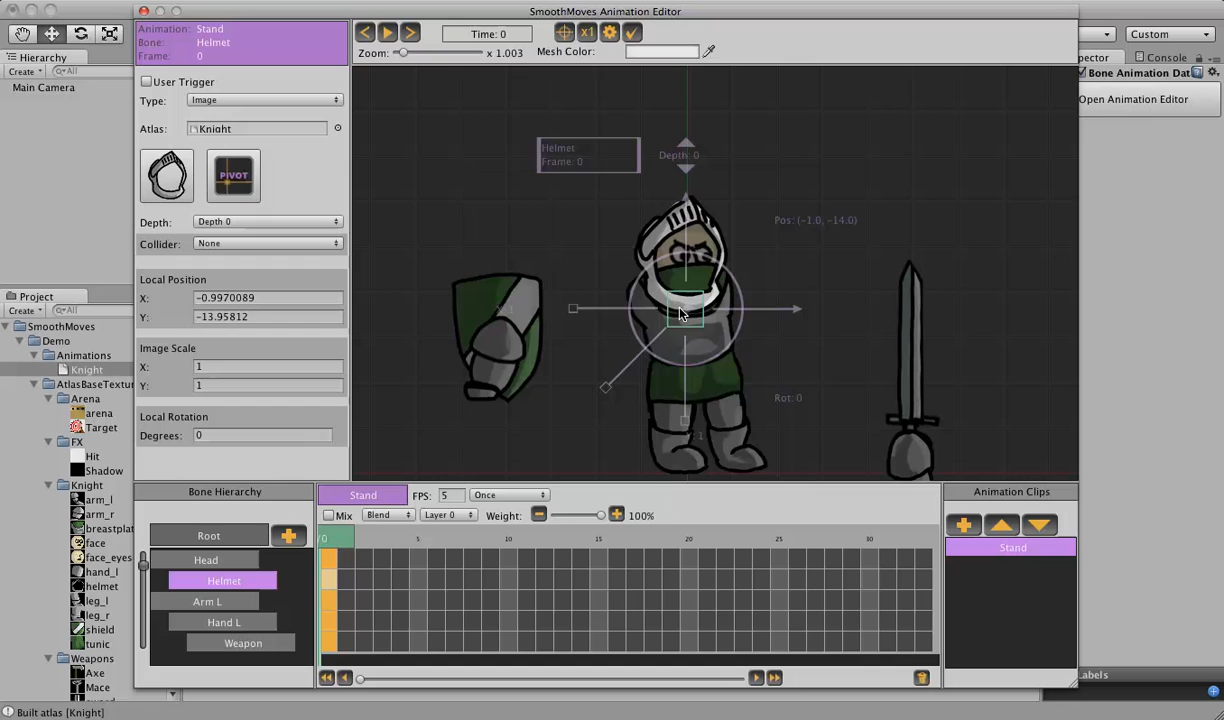 SmoothMoves Animation Editor
Hierarchy
Create
All
Main Camera
Custom
Console
Bone Animation Dat
Open Animation Editor
Animation: Stand
Bone: Helmet
Frame: 0
User Trigger
Type: Image
Atlas: Knight
PIVOT
Depth: Depth 0
Collider: None
Local Position
X: -0.9970089
Y: -13.95812
Image Scale
X: 1
Y: 1
Local Rotation
Degrees: 0
Time: 0
x1
Zoom: x 1.003
Mesh Color:
Helmet
Frame: 0
Depth: 0
Pos: (-1.0, -14.0)
Rot: 0
Project
Create
All
SmoothMoves
Demo
Animations
Knight
AtlasBaseTextur
Arena
arena
Target
FX
Hit
Shadow
Knight
arm_l
arm_r
breastplat
face
face_eyes
hand_l
helmet
leg_l
leg_r
shield
tunic
Weapons
Axe
Mace
Bone Hierarchy
Root
Head
Helmet
Arm L
Hand L
Weapon
Stand
FPS: 5
Once
Mix
Blend
Layer 0
Weight:
100%
5
10
15
20
25
30
Animation Clips
Stand
Labels
Built atlas [Knight]